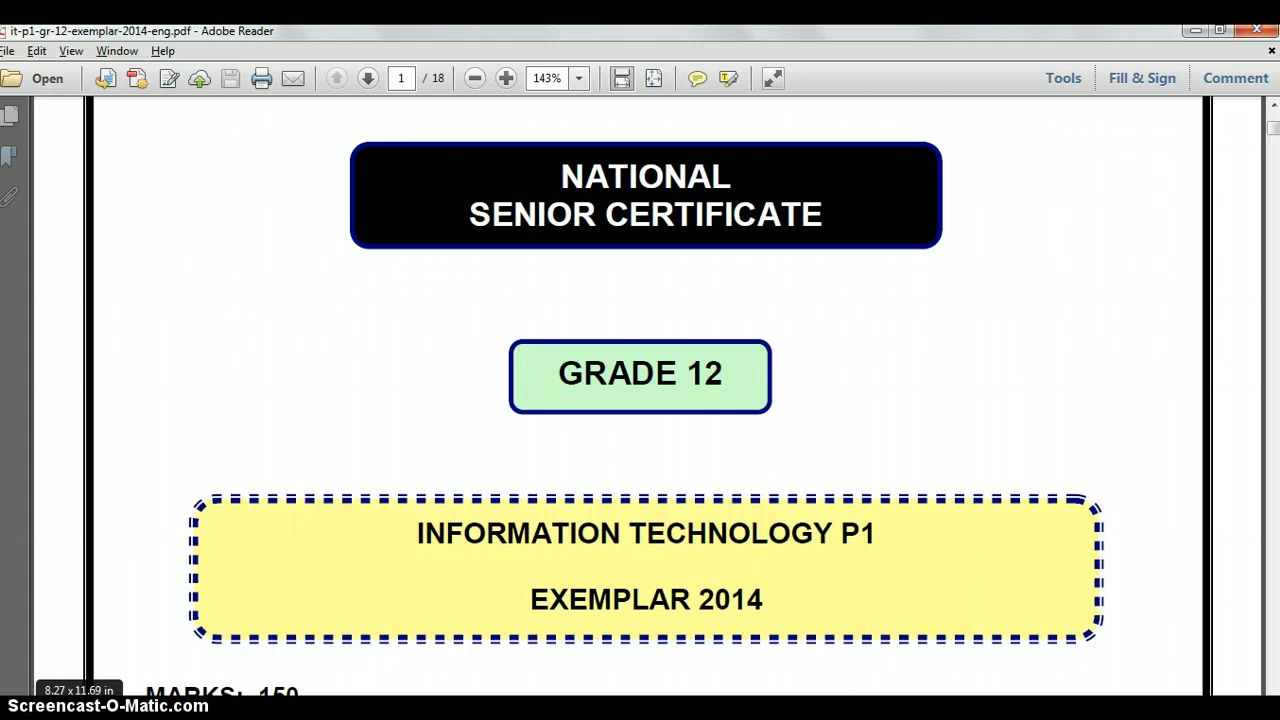 it-p1-gr-12-exemplar-2014-eng.pdf - Adobe Reader
File Edit View Window Help
Open 1 / 18 143% Tools Fill & Sign Comment
NATIONAL
SENIOR CERTIFICATE
GRADE 12
INFORMATION TECHNOLOGY P1
EXEMPLAR 2014
8.27 x 11.69 in
MARKS: 150
Screencast-O-Matic.com